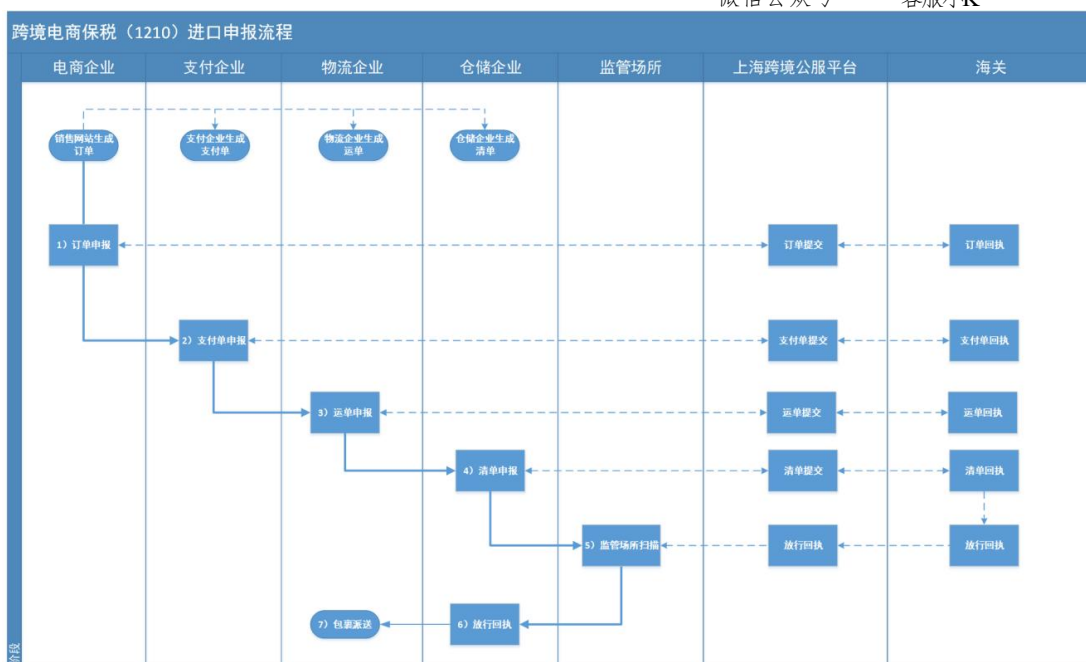 跨境电商保税（1210）进口申报流程
电商企业 支付企业 物流企业 仓储企业 监管场所 上海跨境公服平台 海关
销售网站生成
订单
支付企业生成
支付单
物流企业生成
运单
仓储企业生成
清单
1）订单申报 订单提交 订单回执
2）支付单申报 支付单提交 支付单回执
3）运单申报 运单提交 运单回执
4）清单申报 清单提交 清单回执
5）监管场所扫描 放行回执 放行回执
7）包裹派送 6）放行回执
阶段